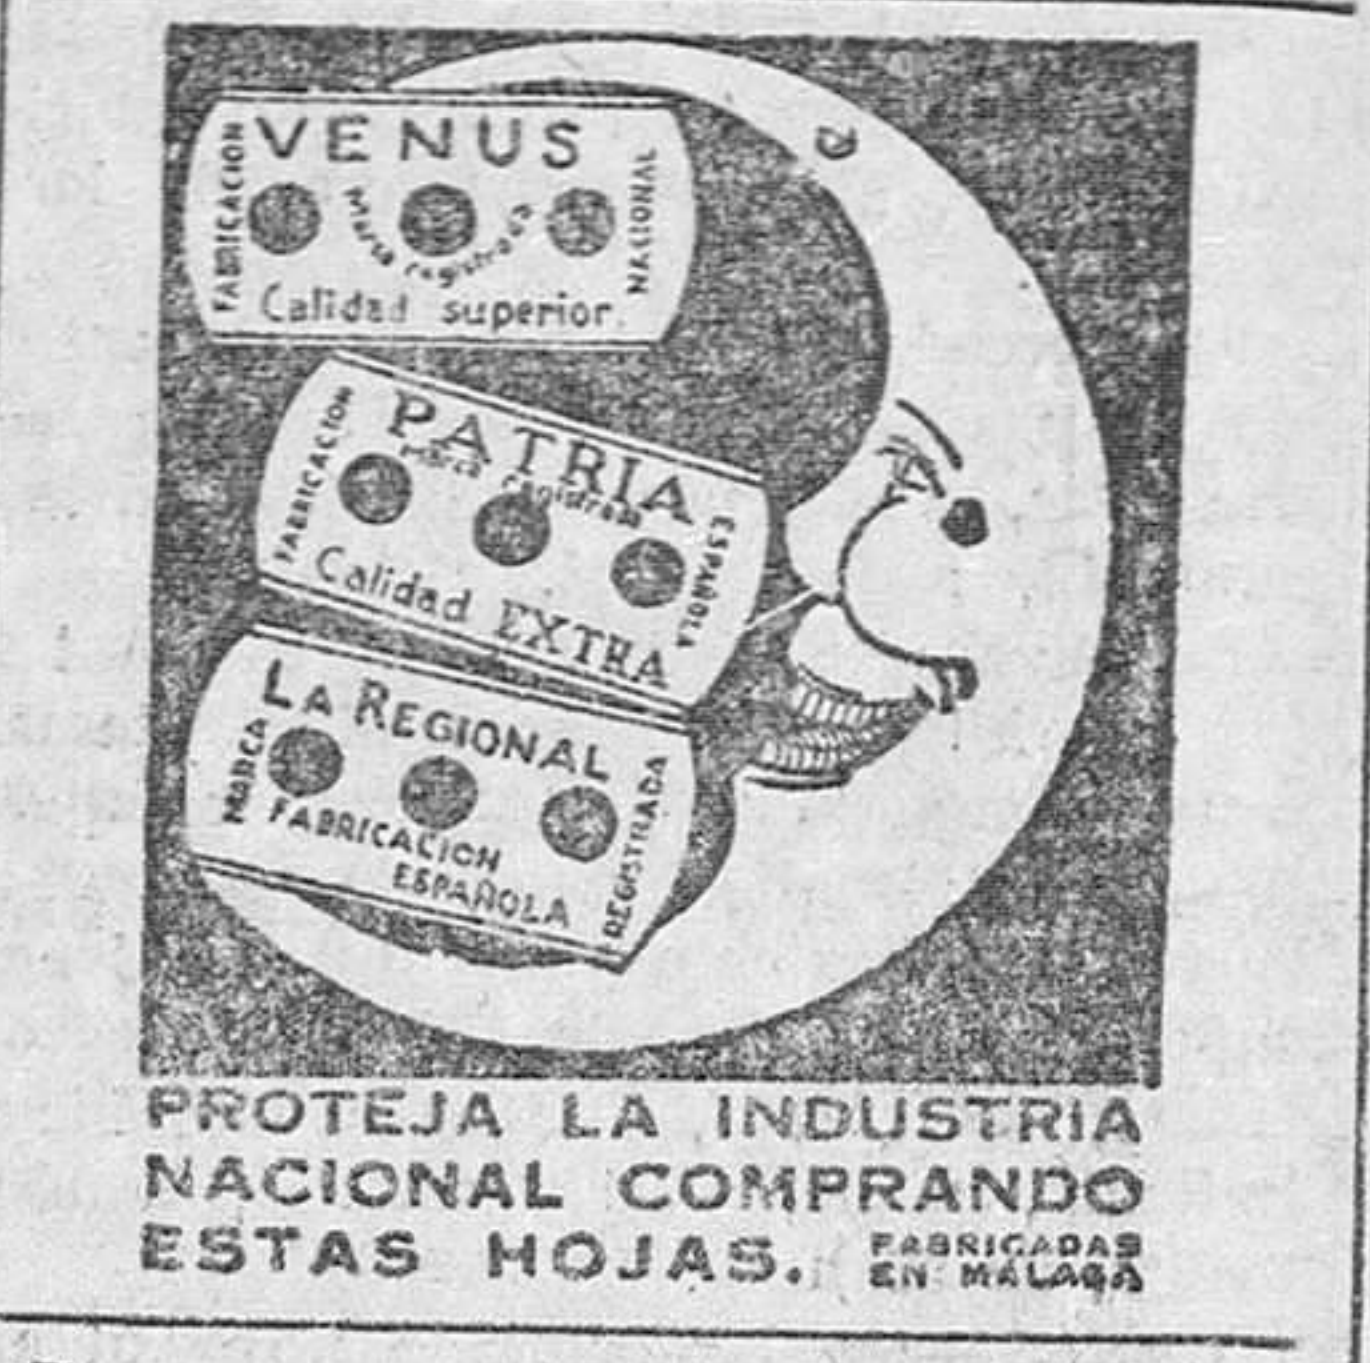 VENUS
FABRICACION
Marca registrada
NACIONAL
Calidad superior.
PATRIA
marca registrada
FABRICACION
ESPAÑOLA
Calidad EXTRA
LA REGIONAL
MARCA
REGISTRADA
FABRICACION
ESPAÑOLA
PROTEJA LA INDUSTRIA
NACIONAL COMPRANDO
ESTAS HOJAS.
FABRICADAS
EN MÁLAGA